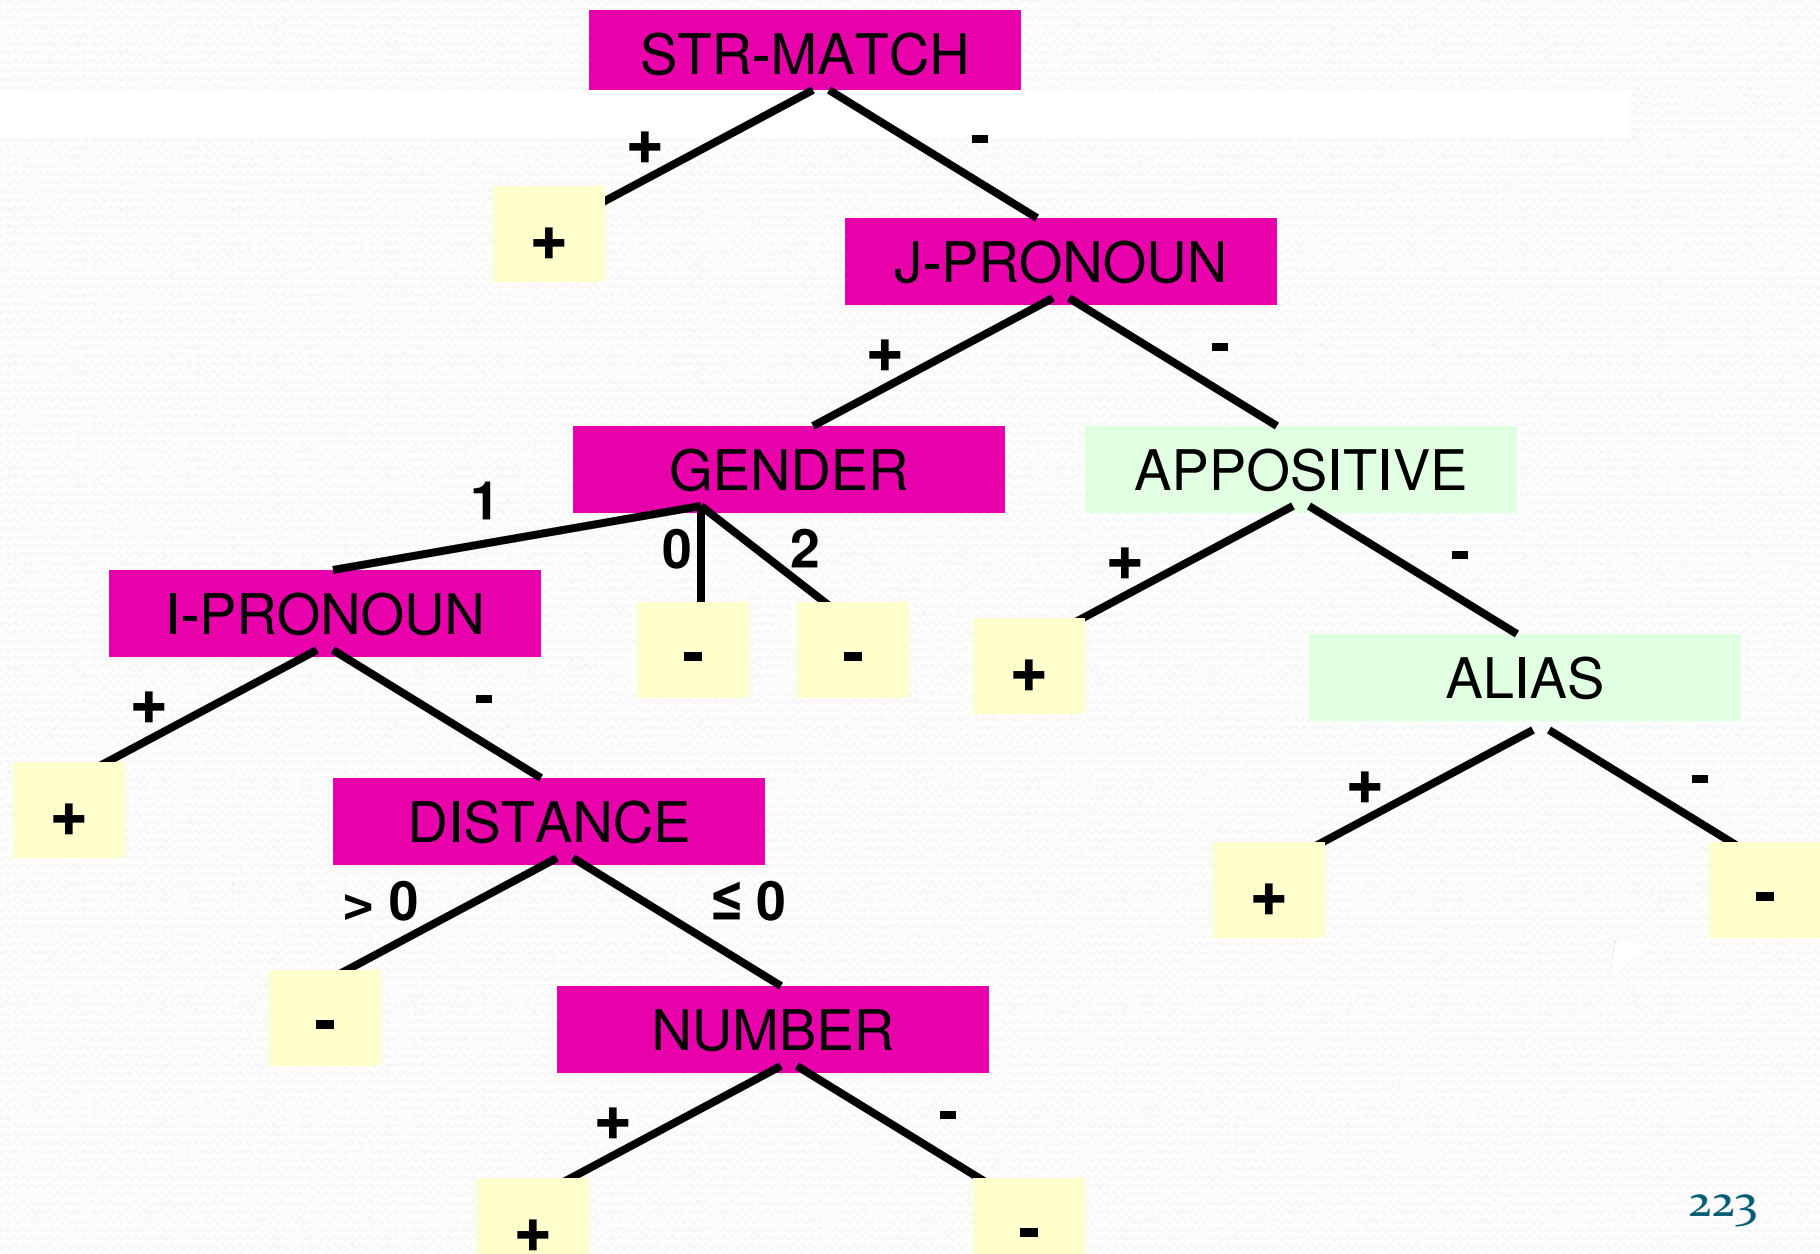 STR-MATCH
+ -
+
J-PRONOUN
+ -
GENDER APPOSITIVE
1 0 2 + -
I-PRONOUN - - + ALIAS
+ - + -
+ DISTANCE + -
> 0 ≤ 0
- NUMBER
+ -
+ -
223